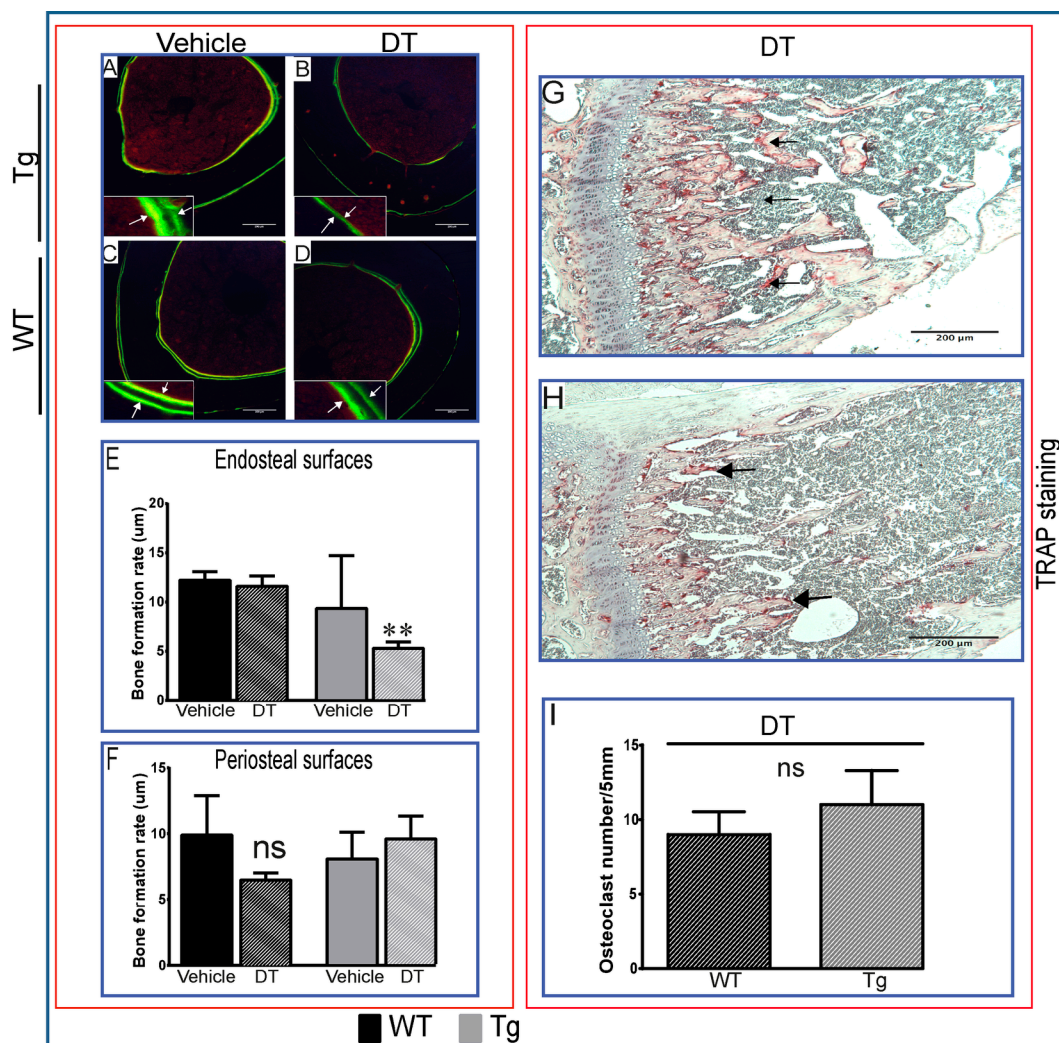 Vehicle DT
Tg
WT
A
B
C
D
E
Endosteal surfaces
Bone formation rate (um)
20
15
10
5
0
**
Vehicle DT Vehicle DT
F
Periosteal surfaces
Bone formation rate (um)
15
10
5
0
ns
Vehicle DT Vehicle DT
WT Tg
DT
G
200 µm
H
200 µm
TRAP staining
I
DT
ns
Osteoclast number/5mm
15
10
5
0
WT Tg